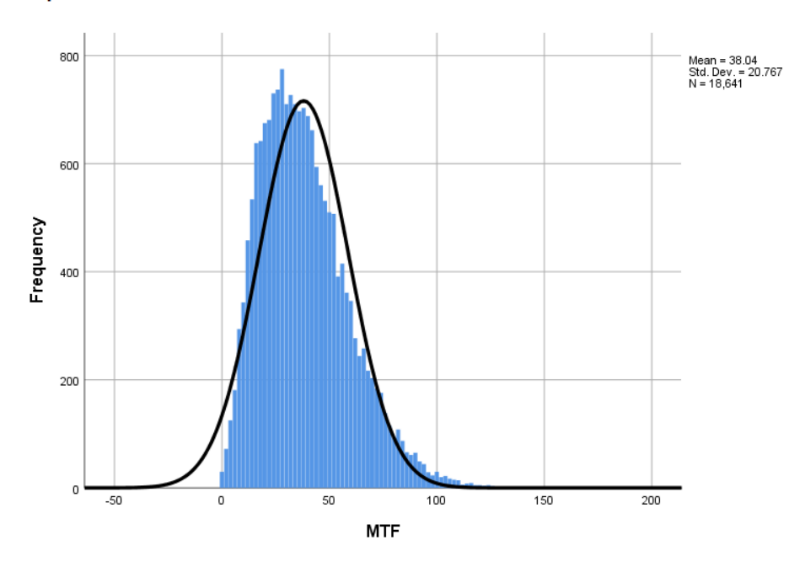 800
600
400
200
0
Frequency
-50
0
50
100
150
200
MTF
Mean = 38.04
Std. Dev. = 20.767
N = 18,641